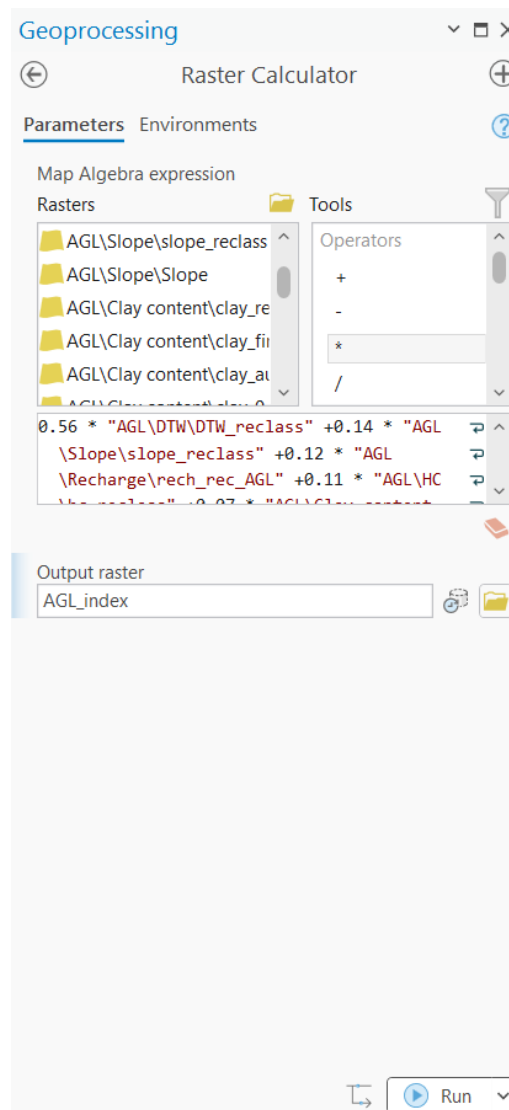 Geoprocessing
Raster Calculator
Parameters Environments
Map Algebra expression
Rasters
Tools
AGL\Slope\slope_reclass
AGL\Slope\Slope
AGL\Clay content\clay_re
AGL\Clay content\clay_fi
AGL\Clay content\clay_au
Operators
+
-
*
/
0.56 * "AGL\DTW\DTW_reclass" +0.14 * "AGL
\Slope\slope_reclass" +0.12 * "AGL
\Recharge\rech_rec_AGL" +0.11 * "AGL\HC
Output raster
AGL_index
Run